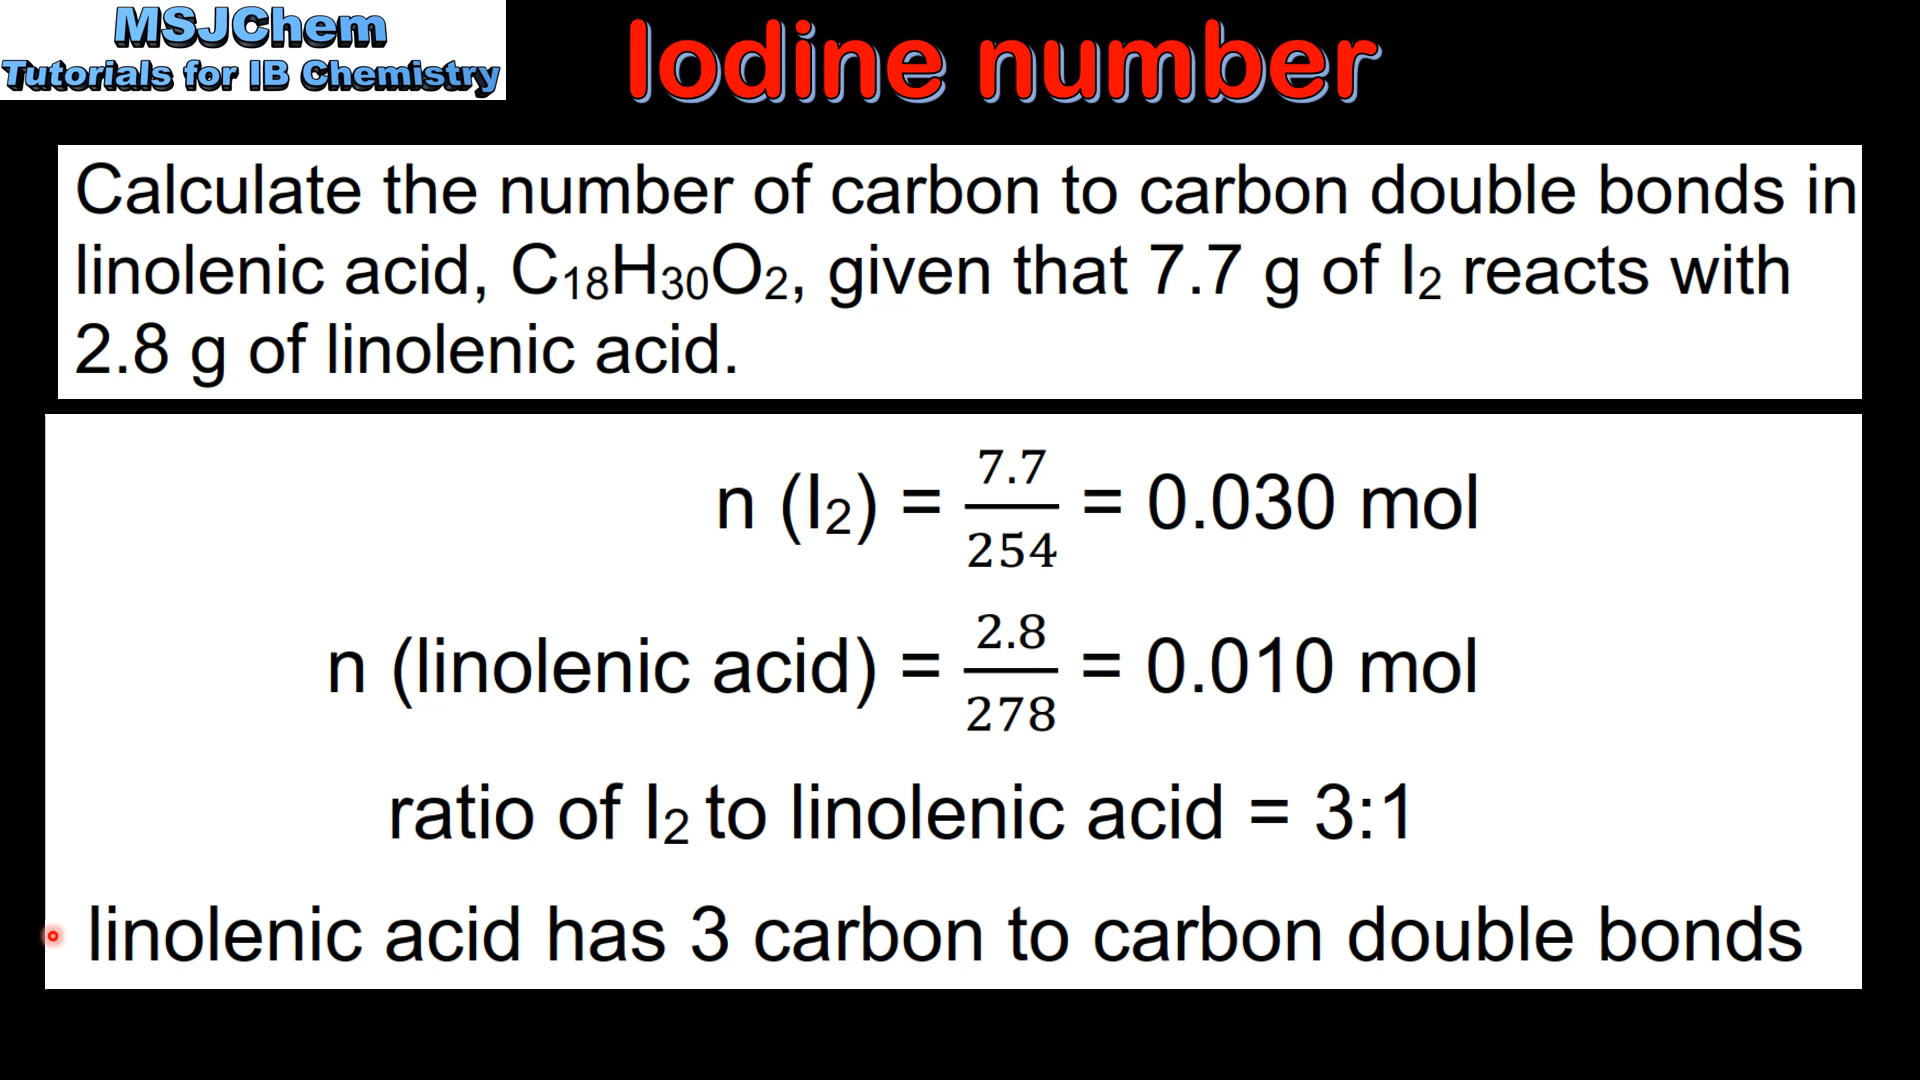 MSJChem
Tutorials for IB Chemistry
Iodine number
Calculate the number of carbon to carbon double bonds in
linolenic acid, C₁₈H₃₀O₂, given that 7.7 g of I₂ reacts with
2.8 g of linolenic acid.
n (I₂) = 7.7/254 = 0.030 mol
n (linolenic acid) = 2.8/278 = 0.010 mol
ratio of I₂ to linolenic acid = 3:1
linolenic acid has 3 carbon to carbon double bonds